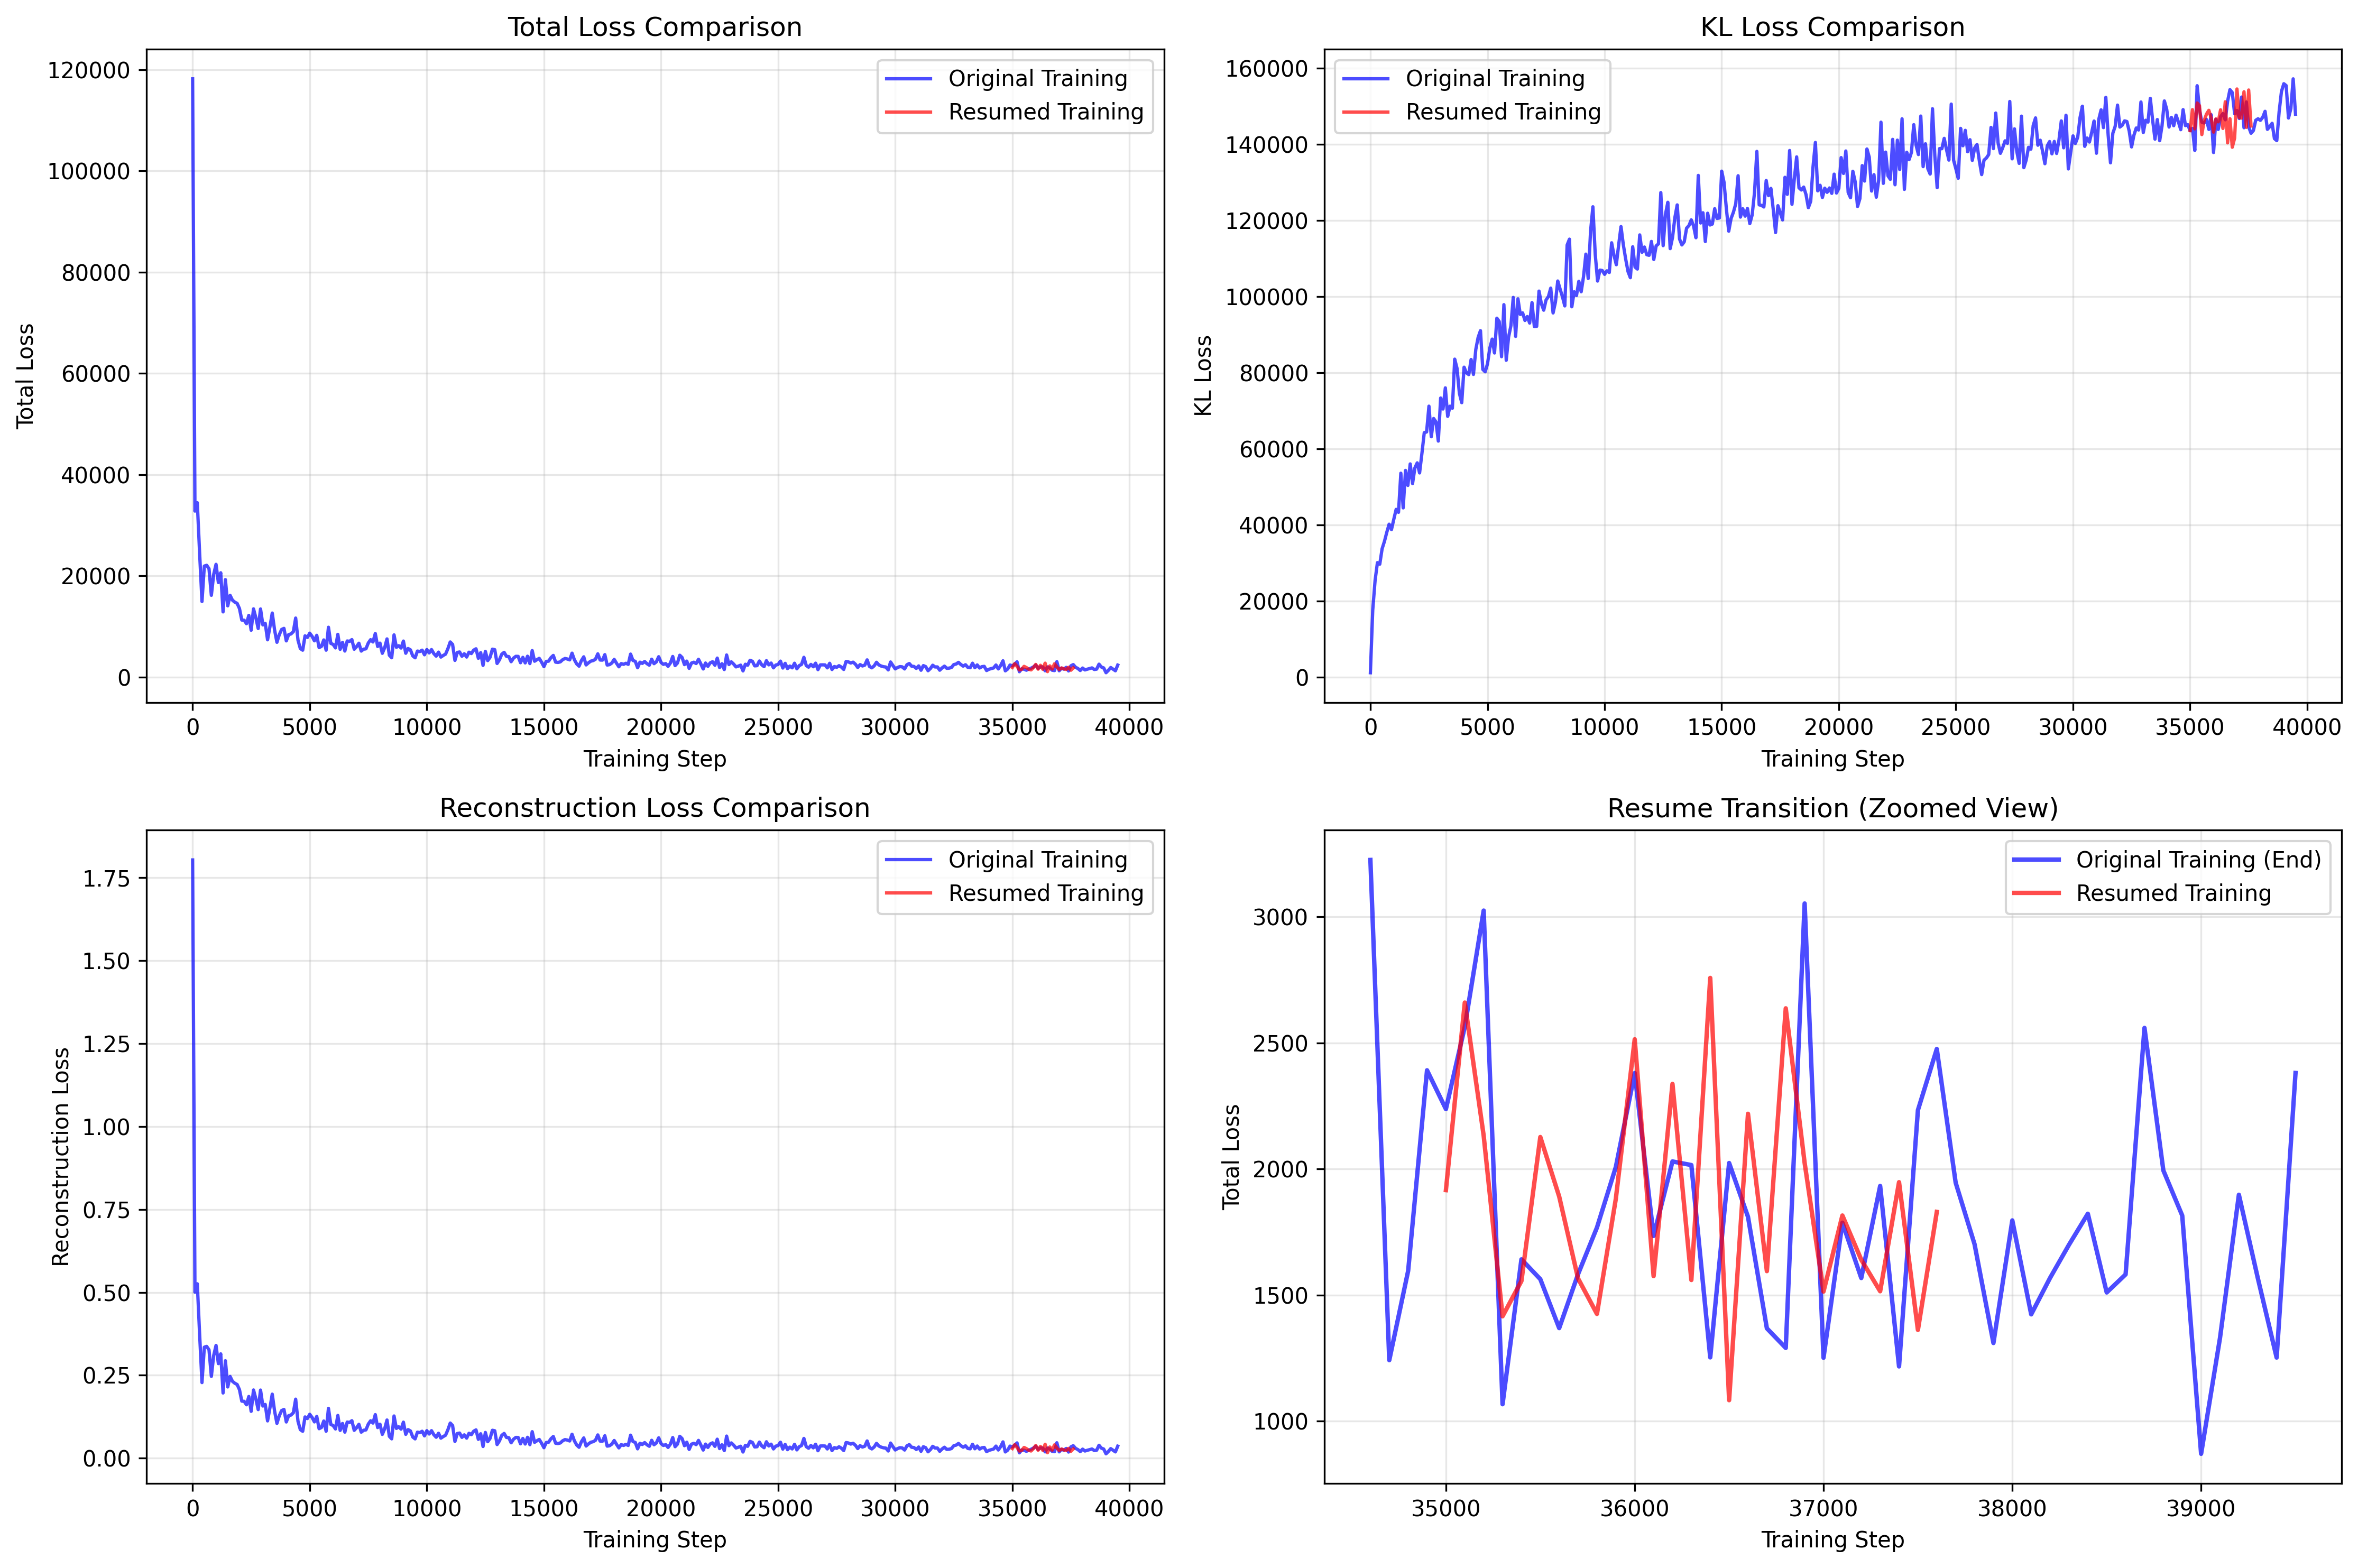 Total Loss Comparison
Total Loss
120000
100000
80000
60000
40000
20000
0
Original Training
Resumed Training
0 5000 10000 15000 20000 25000 30000 35000 40000
Training Step
KL Loss Comparison
KL Loss
160000
140000
120000
100000
80000
60000
40000
20000
0
Original Training
Resumed Training
0 5000 10000 15000 20000 25000 30000 35000 40000
Training Step
Reconstruction Loss Comparison
Reconstruction Loss
1.75
1.50
1.25
1.00
0.75
0.50
0.25
0.00
Original Training
Resumed Training
0 5000 10000 15000 20000 25000 30000 35000 40000
Training Step
Resume Transition (Zoomed View)
Total Loss
3000
2500
2000
1500
1000
Original Training (End)
Resumed Training
35000 36000 37000 38000 39000
Training Step